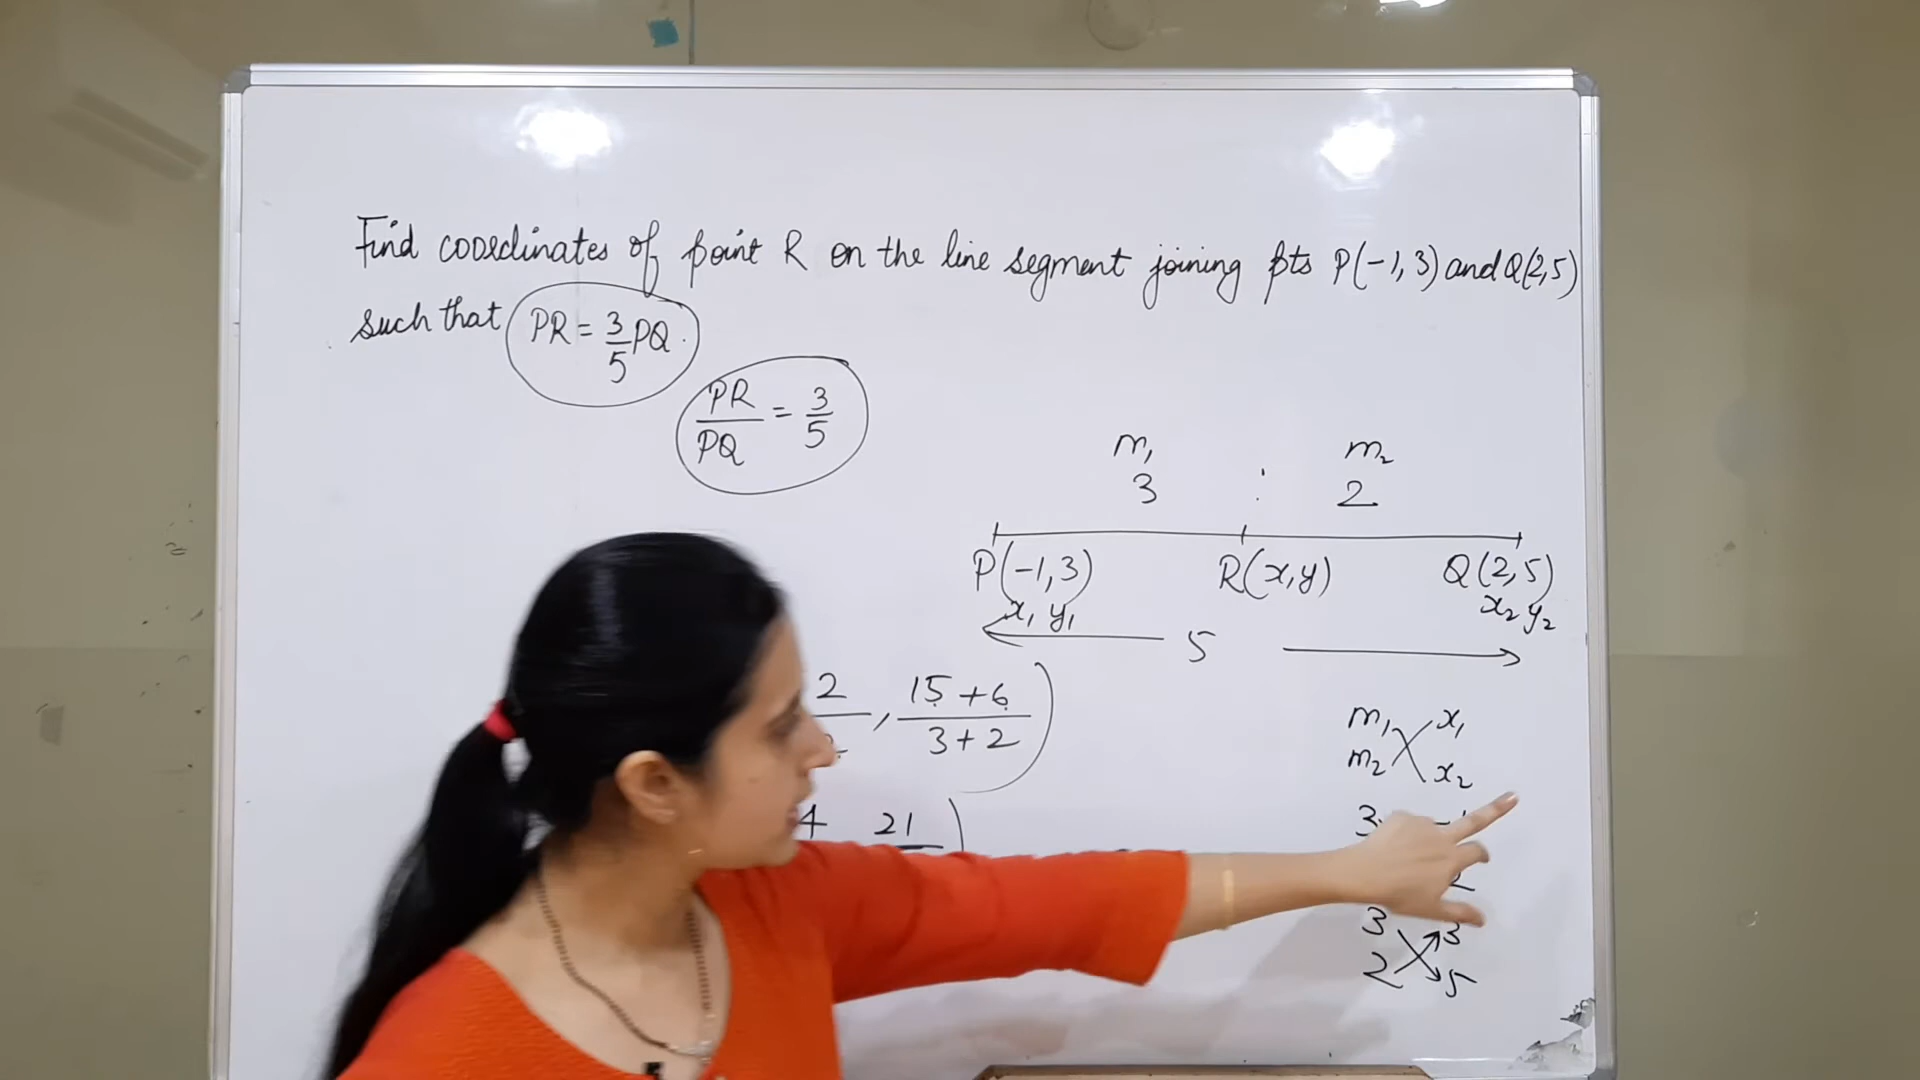 Find coordinates of point R on the line segment joining pts P(-1, 3) and Q(2, 5)
such that PR = 3/5 PQ.
PR/PQ = 3/5
m₁ m₂
3 : 2
P(-1, 3) R(x, y) Q(2, 5)
x₁ y₁ x₂ y₂
5
2 , 15 + 6 )
3 + 2
4 21 )
m₁ x₁
m₂ x₂
3 -1
2
3 3
2 5